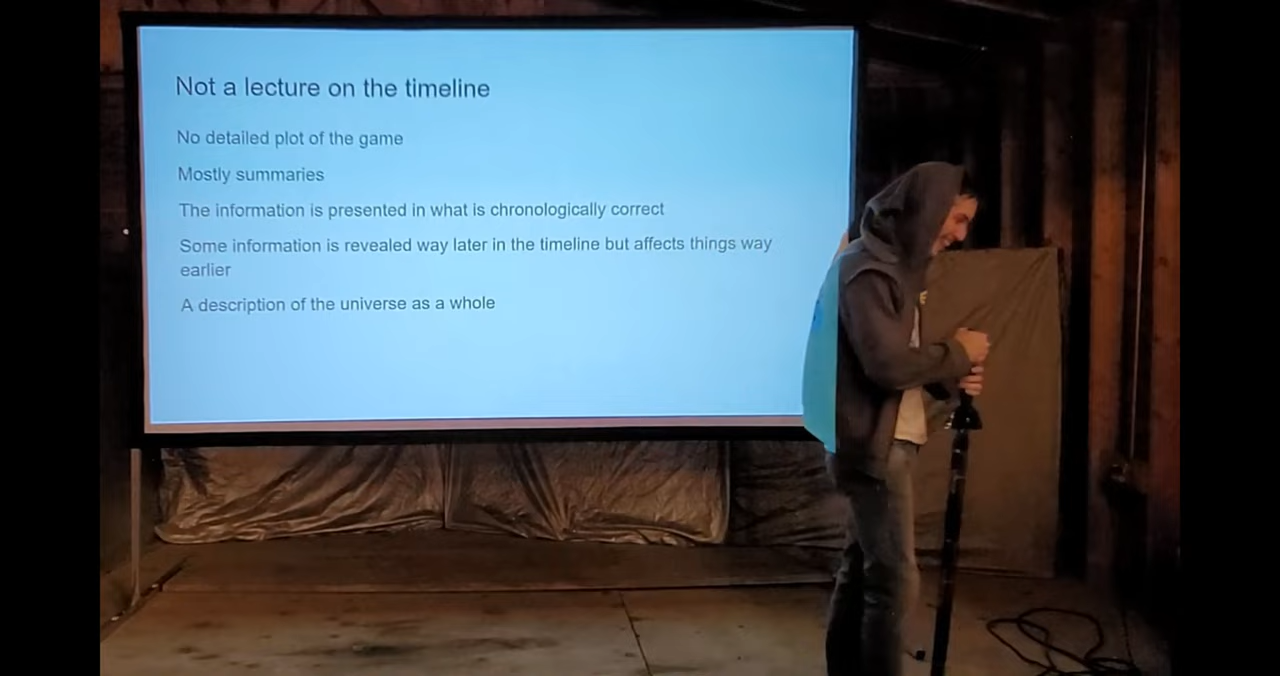 Not a lecture on the timeline
No detailed plot of the game
Mostly summaries
The information is presented in what is chronologically correct
Some information is revealed way later in the timeline but affects things way
earlier
A description of the universe as a whole